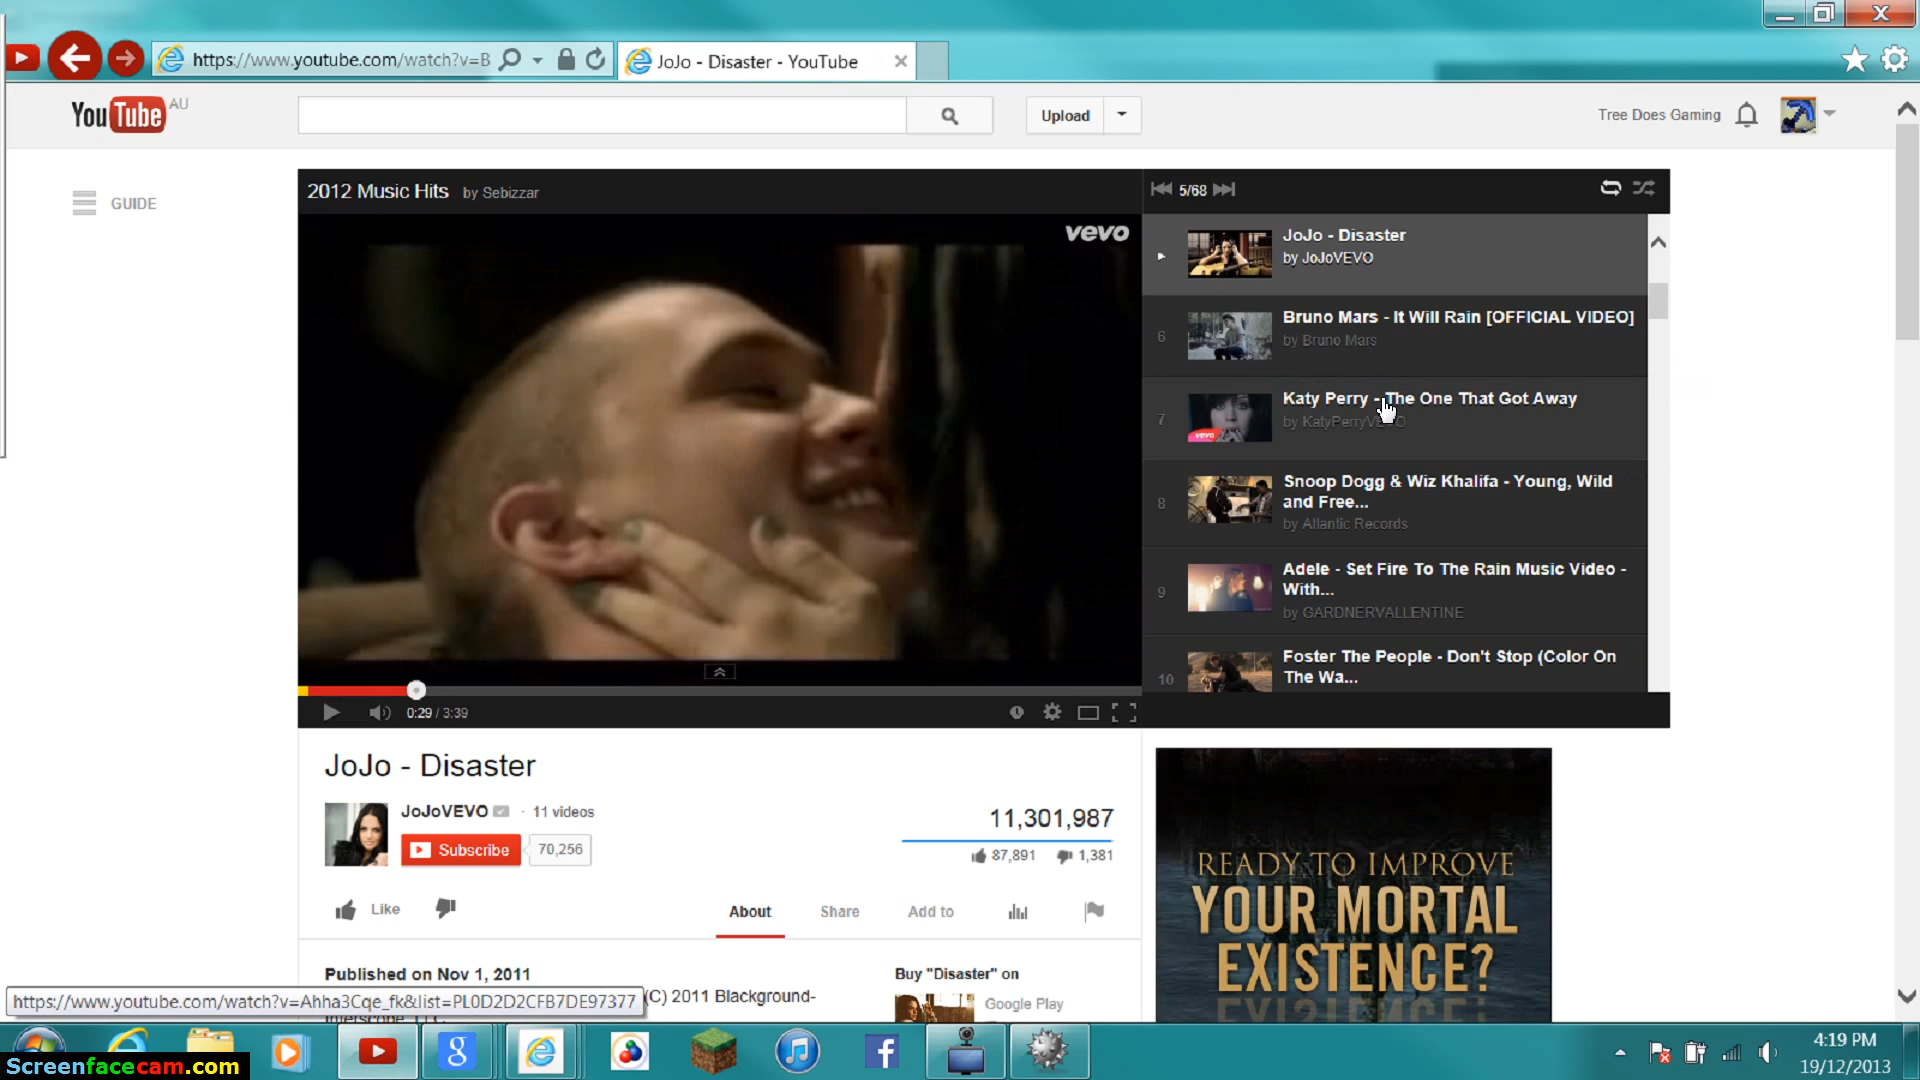 https://www.youtube.com/watch?v=B
JoJo - Disaster - YouTube
YouTube AU
Upload
Tree Does Gaming
GUIDE
2012 Music Hits by Sebizzar
5/68
vevo
JoJo - Disaster
by JoJoVEVO
6
Bruno Mars - It Will Rain [OFFICIAL VIDEO]
by Bruno Mars
7
Katy Perry - The One That Got Away
by KatyPerryVEVO
vevo
8
Snoop Dogg & Wiz Khalifa - Young, Wild
and Free...
by Atlantic Records
9
Adele - Set Fire To The Rain Music Video -
With...
by GARDNERVALLENTINE
10
Foster The People - Don't Stop (Color On
The Wa...
0:29 / 3:39
JoJo - Disaster
JoJoVEVO · 11 videos
Subscribe 70,256
11,301,987
87,891 1,381
Like
About Share Add to
Published on Nov 1, 2011
(C) 2011 Blackground-
Buy "Disaster" on
Google Play
https://www.youtube.com/watch?v=Ahha3Cqe_fk&list=PL0D2D2CFB7DE97377
READY TO IMPROVE
YOUR MORTAL
EXISTENCE?
Screenfacecam.com
4:19 PM
19/12/2013